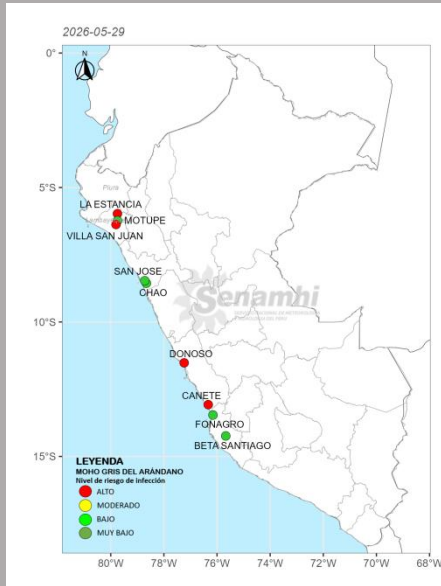 2026-05-29
N
0°
5°S
10°S
15°S
Piura
LA ESTANCIA
MOTUPE
VILLA SAN JUAN
SAN JOSE
CHAO
Senamhi
DONOSO
CANETE
FONAGRO
BETA SANTIAGO
LEYENDA
MOHO GRIS DEL ARÁNDANO
Nivel de riesgo de infección
ALTO
MODERADO
BAJO
MUY BAJO
80°W 78°W 76°W 74°W 72°W 70°W 68°W